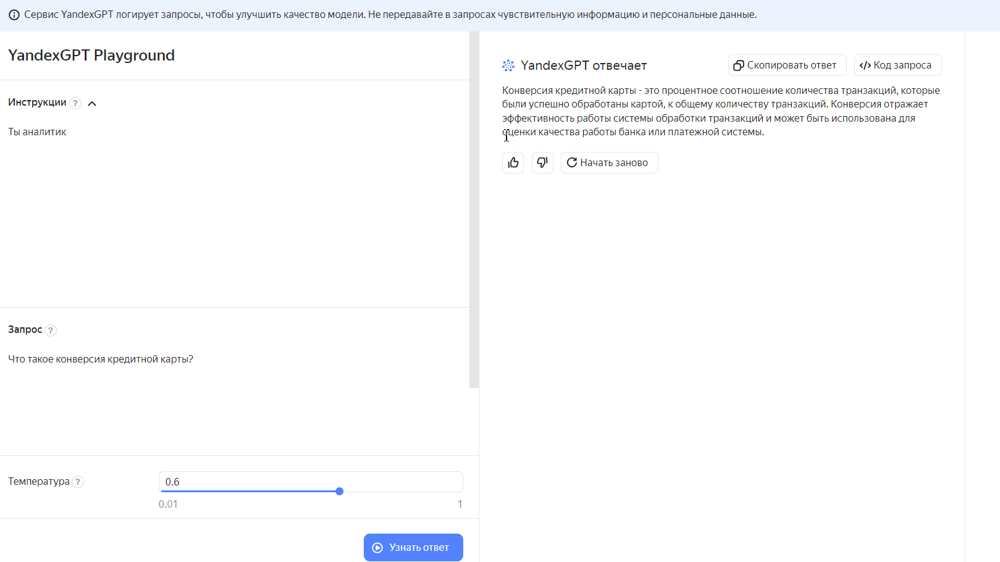 Сервис YandexGPT логирует запросы, чтобы улучшить качество модели. Не передавайте в запросах чувствительную информацию и персональные данные.
YandexGPT Playground
Инструкции ?
Ты аналитик
Запрос ?
Что такое конверсия кредитной карты?
Температура ?
0.6
0.01
1
Узнать ответ
YandexGPT отвечает
Скопировать ответ
</> Код запроса
Конверсия кредитной карты - это процентное соотношение количества транзакций, которые
были успешно обработаны картой, к общему количеству транзакций. Конверсия отражает
эффективность работы системы обработки транзакций и может быть использована для
оценки качества работы банка или платежной системы.
Начать заново